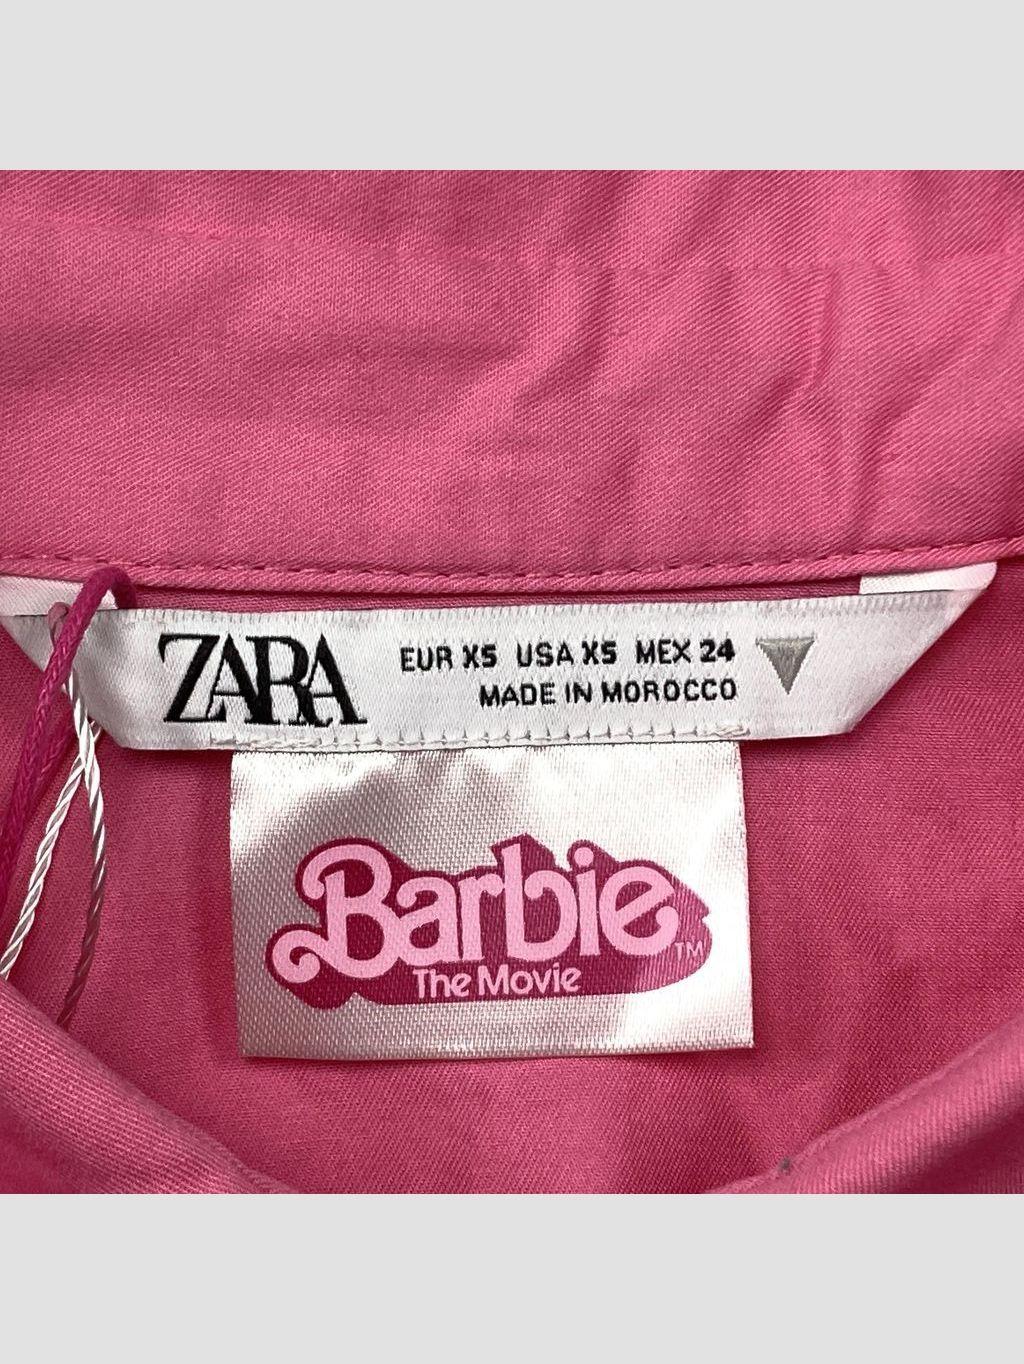 ZARA
EUR XS USA XS MEX 24
MADE IN MOROCCO
Barbie
TM
The Movie